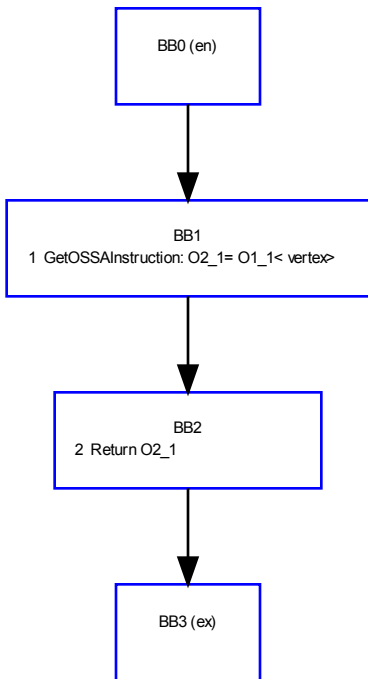 BB0 (en)
BB1
1 GetOSSAInstruction: O2_1= O1_1< vertex>
BB2
2 Return O2_1
BB3 (ex)